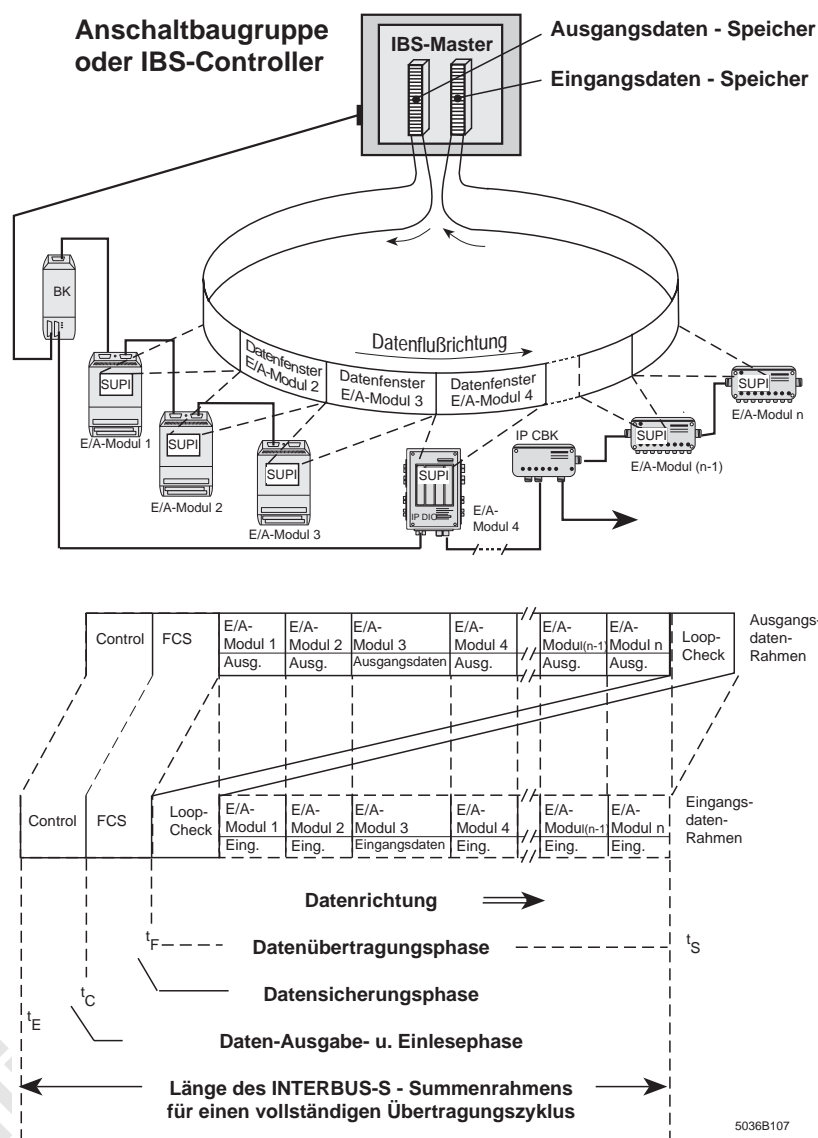 Anschaltbaugruppe
oder IBS-Controller
IBS-Master
Ausgangsdaten - Speicher
Eingangsdaten - Speicher
BK
Datenflußrichtung
Datenfenster
E/A-Modul 2
Datenfenster
E/A-Modul 3
Datenfenster
E/A-Modul 4
SUPI
E/A-Modul 1
SUPI
E/A-Modul 2
SUPI
E/A-Modul 3
SUPI
IP DIO
E/A-
Modul 4
IP CBK
SUPI
E/A-Modul (n-1)
SUPI
E/A-Modul n
Control
FCS
E/A-
Modul 1
Ausg.
E/A-
Modul 2
Ausg.
E/A-
Modul 3
Ausgangsdaten
E/A-
Modul 4
Ausg.
E/A-
Modul(n-1)
Ausg.
E/A-
Modul n
Ausg.
Loop-
Check
Ausgangs-
daten-
Rahmen
Control
FCS
Loop-
Check
E/A-
Modul 1
Eing.
E/A-
Modul 2
Eing.
E/A-
Modul 3
Eingangsdaten
E/A-
Modul 4
Eing.
E/A-
Modul(n-1)
Eing.
E/A-
Modul n
Eing.
Eingangs-
daten-
Rahmen
Datenrichtung
tF
Datenübertragungsphase
tS
tC
Datensicherungsphase
tE
Daten-Ausgabe- u. Einlesephase
Länge des INTERBUS-S - Summenrahmens
für einen vollständigen Übertragungszyklus
5036B107